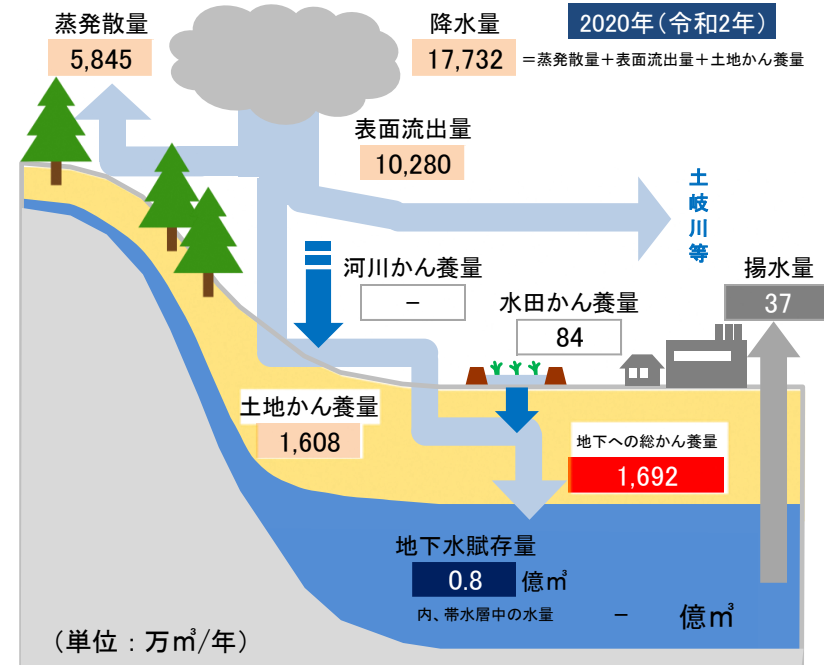 蒸発散量
5,845
降水量
17,732
2020年(令和2年)
=蒸発散量+表面流出量+土地かん養量
表面流出量
10,280
土岐川等
河川かん養量
-
水田かん養量
84
揚水量
37
土地かん養量
1,608
地下への総かん養量
1,692
地下水賦存量
0.8 億㎥
内、帯水層中の水量 - 億㎥
(単位:万㎥/年)